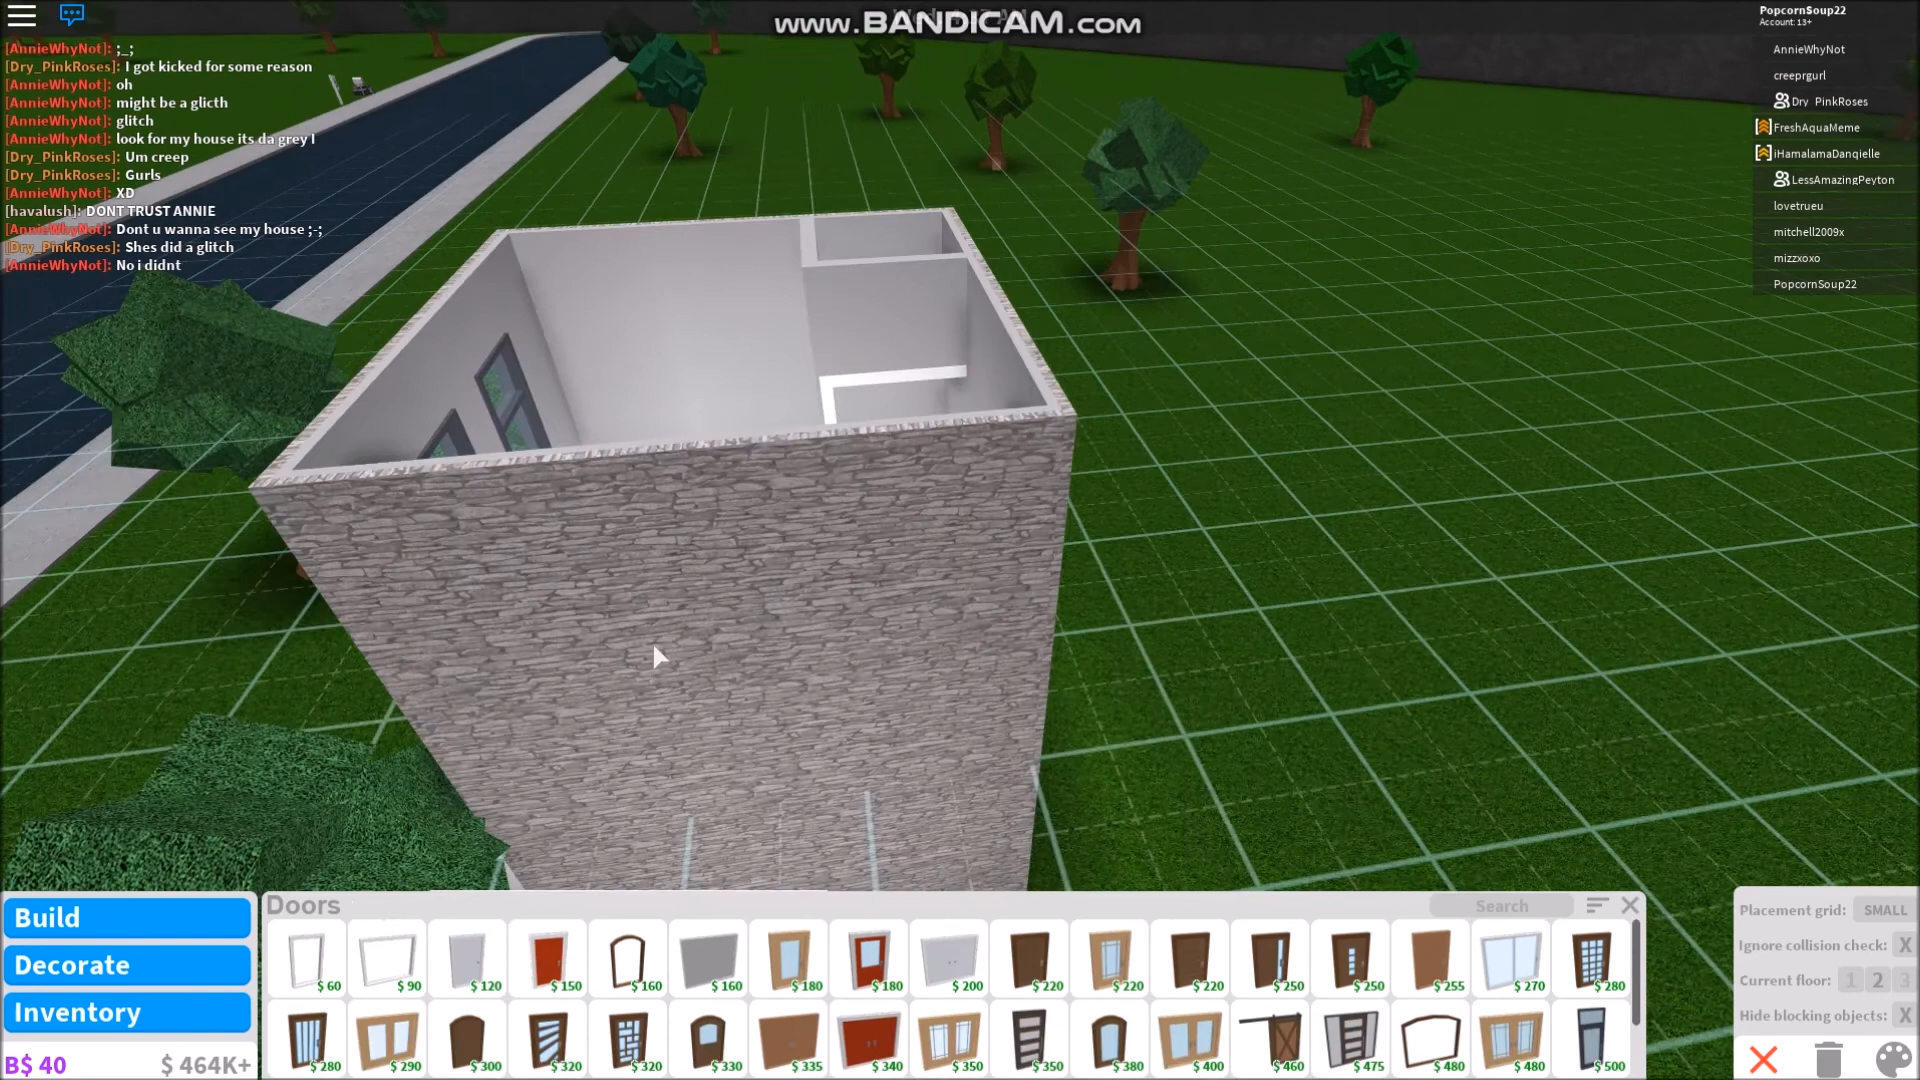 www.BANDICAM.com
[AnnieWhyNot]: ;_;
[Dry_PinkRoses]: I got kicked for some reason
[AnnieWhyNot]: oh
[AnnieWhyNot]: might be a glicth
[AnnieWhyNot]: glitch
[AnnieWhyNot]: look for my house its da grey l
[Dry_PinkRoses]: Um creep
[Dry_PinkRoses]: Gurls
[AnnieWhyNot]: XD
[havalush]: DONT TRUST ANNIE
[AnnieWhyNot]: Dont u wanna see my house ;-;
[Dry_PinkRoses]: Shes did a glitch
[AnnieWhyNot]: No i didnt
PopcornSoup22
Account: 13+
AnnieWhyNot
creeprgurl
Dry_PinkRoses
FreshAquaMeme
iHamalamaDanqielle
LessAmazingPeyton
lovetrueu
mitchell2009x
mizzxoxo
PopcornSoup22
Build
Decorate
Inventory
B$ 40 $ 464K+
Doors Search
$ 60 $ 90 $ 120 $ 150 $ 160 $ 160 $ 180 $ 180 $ 200 $ 220 $ 220 $ 220 $ 250 $ 250 $ 255 $ 270 $ 280
$ 280 $ 290 $ 300 $ 320 $ 320 $ 330 $ 335 $ 340 $ 350 $ 350 $ 380 $ 400 $ 460 $ 475 $ 480 $ 480 $ 500
Placement grid: SMALL
Ignore collision check: X
Current floor: 1 2 3
Hide blocking objects: X